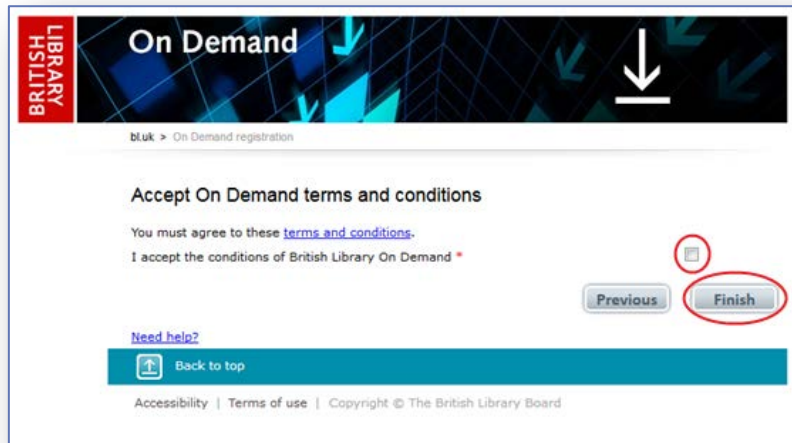 BRITISH
LIBRARY
On Demand
bl.uk > On Demand registration
Accept On Demand terms and conditions
You must agree to these terms and conditions.
I accept the conditions of British Library On Demand *
Previous Finish
Need help?
Back to top
Accessibility | Terms of use | Copyright © The British Library Board